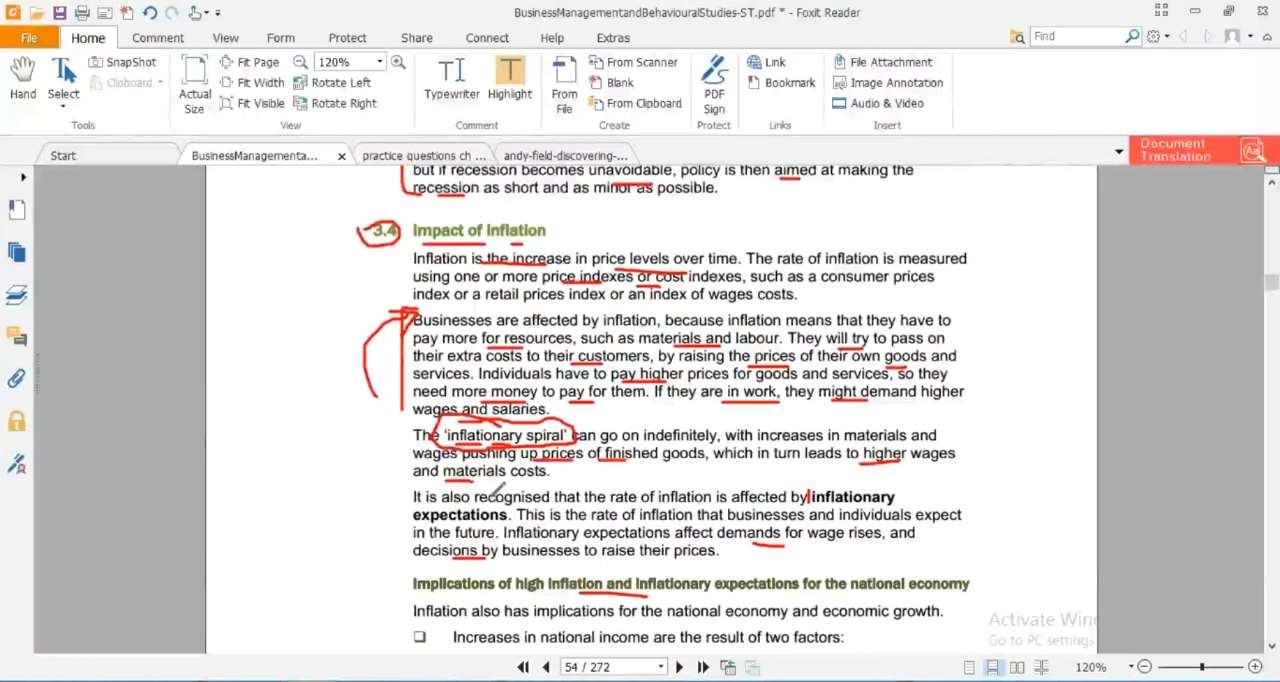 BusinessManagementandBehaviouralStudies-ST.pdf * - Foxit Reader
File Home Comment View Form Protect Share Connect Help Extras Find
Hand Select SnapShot Clipboard Actual Size Fit Page Fit Width Fit Visible 120% Rotate Left Rotate Right Typewriter Highlight From File From Scanner Blank From Clipboard PDF Sign Link Bookmark File Attachment Image Annotation Audio & Video
Tools View Comment Create Protect Links Insert
Start BusinessManagementa... practice questions ch ... andy-field-discovering-... Document Translation
but if recession becomes unavoidable, policy is then aimed at making the
recession as short and as minor as possible.
3.4 Impact of Inflation
Inflation is the increase in price levels over time. The rate of inflation is measured
using one or more price indexes or cost indexes, such as a consumer prices
index or a retail prices index or an index of wages costs.
Businesses are affected by inflation, because inflation means that they have to
pay more for resources, such as materials and labour. They will try to pass on
their extra costs to their customers, by raising the prices of their own goods and
services. Individuals have to pay higher prices for goods and services, so they
need more money to pay for them. If they are in work, they might demand higher
wages and salaries.
The 'inflationary spiral' can go on indefinitely, with increases in materials and
wages pushing up prices of finished goods, which in turn leads to higher wages
and materials costs.
It is also recognised that the rate of inflation is affected by inflationary
expectations. This is the rate of inflation that businesses and individuals expect
in the future. Inflationary expectations affect demands for wage rises, and
decisions by businesses to raise their prices.
Implications of high inflation and inflationary expectations for the national economy
Inflation also has implications for the national economy and economic growth.
Activate Win
Increases in national income are the result of two factors:
Go to PC settings
54 / 272 120%